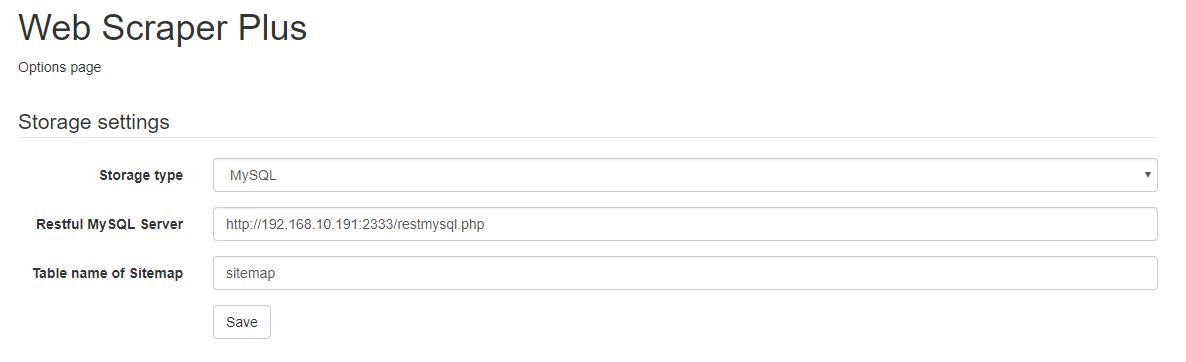 Web Scraper Plus
Options page
Storage settings
Storage type MySQL
Restful MySQL Server http://192.168.10.191:2333/restmysql.php
Table name of Sitemap sitemap
Save